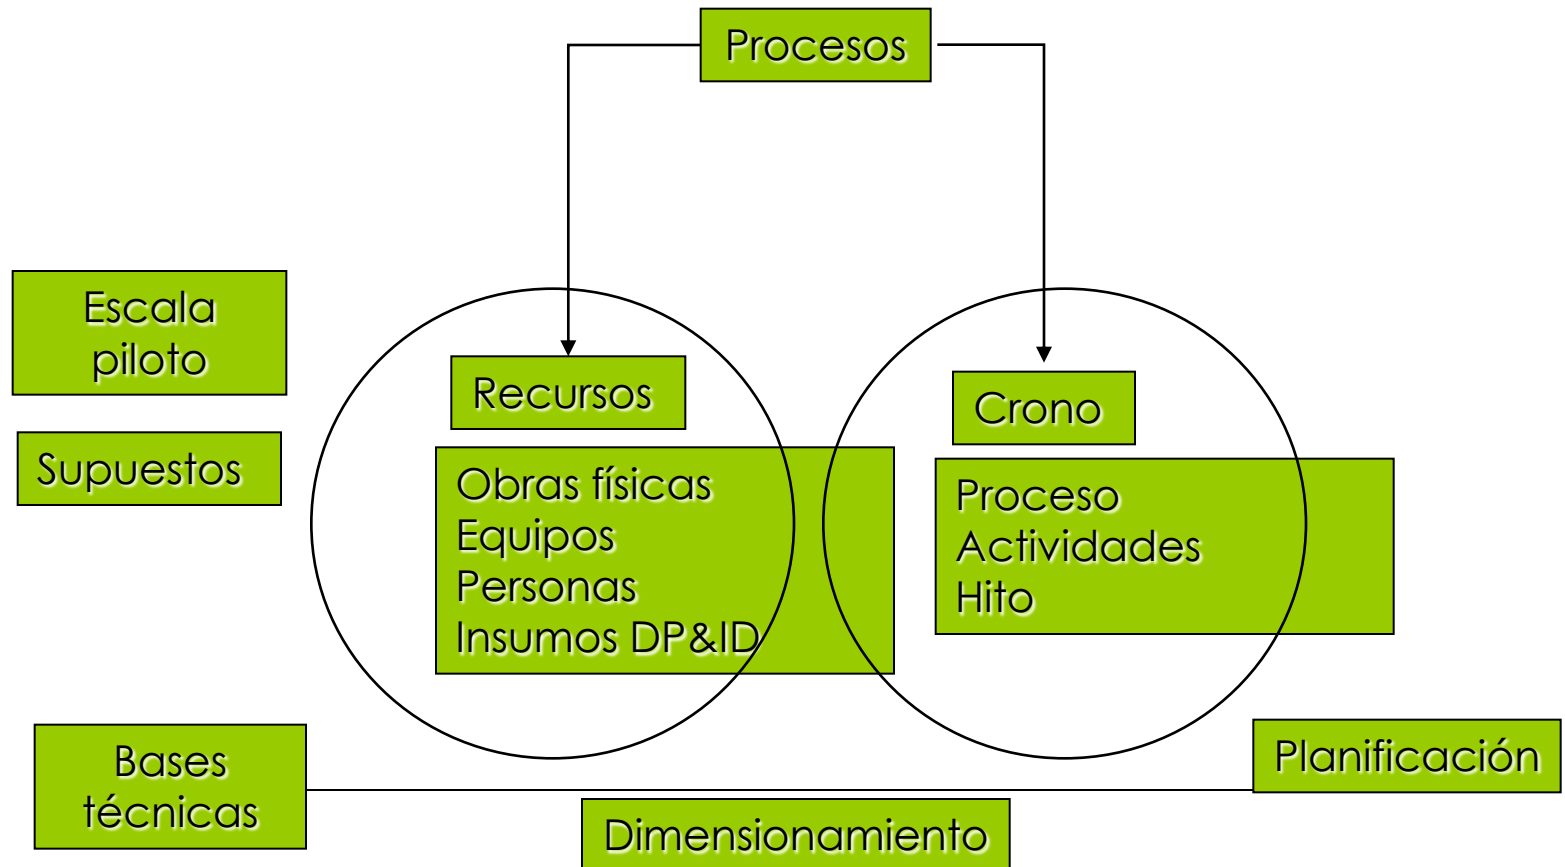 Procesos
Escala
piloto
Supuestos
Recursos
Obras físicas
Equipos
Personas
Insumos DP&ID
Crono
Proceso
Actividades
Hito
Bases
técnicas
Dimensionamiento
Planificación